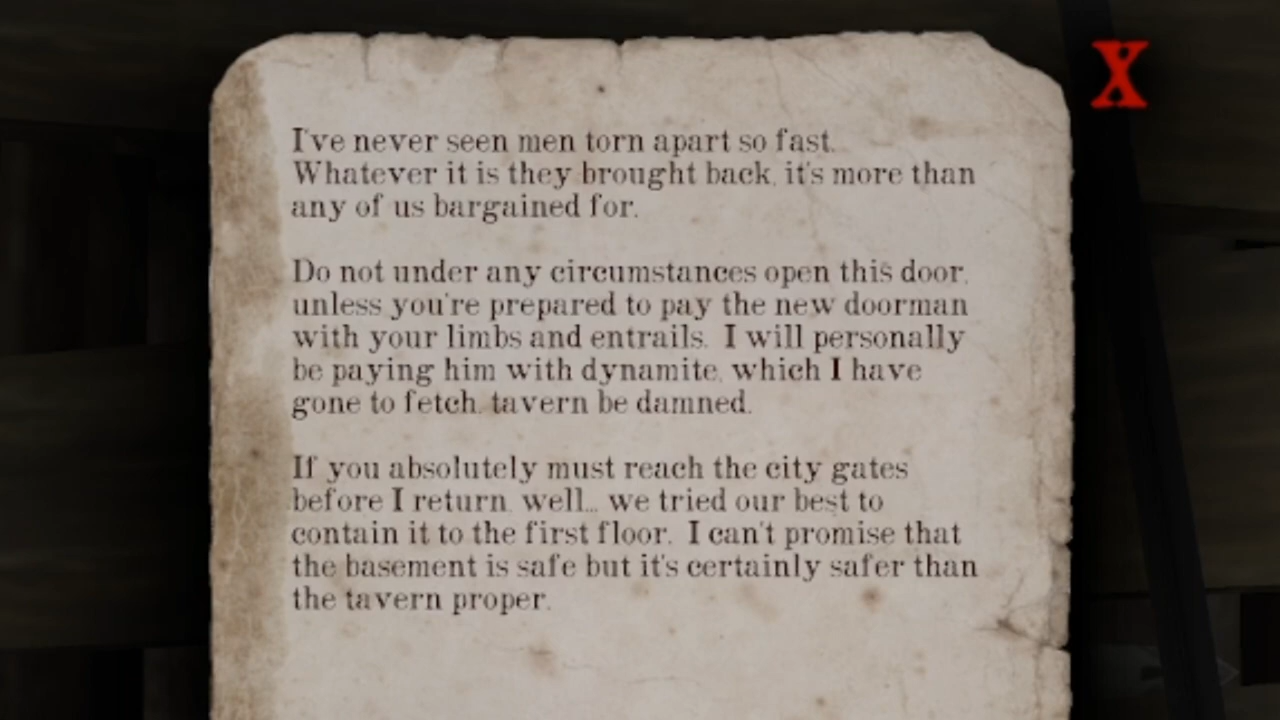 X
I've never seen men torn apart so fast.
Whatever it is they brought back, it's more than
any of us bargained for.
Do not under any circumstances open this door,
unless you're prepared to pay the new doorman
with your limbs and entrails. I will personally
be paying him with dynamite, which I have
gone to fetch, tavern be damned.
If you absolutely must reach the city gates
before I return, well... we tried our best to
contain it to the first floor. I can't promise that
the basement is safe but it's certainly safer than
the tavern proper.